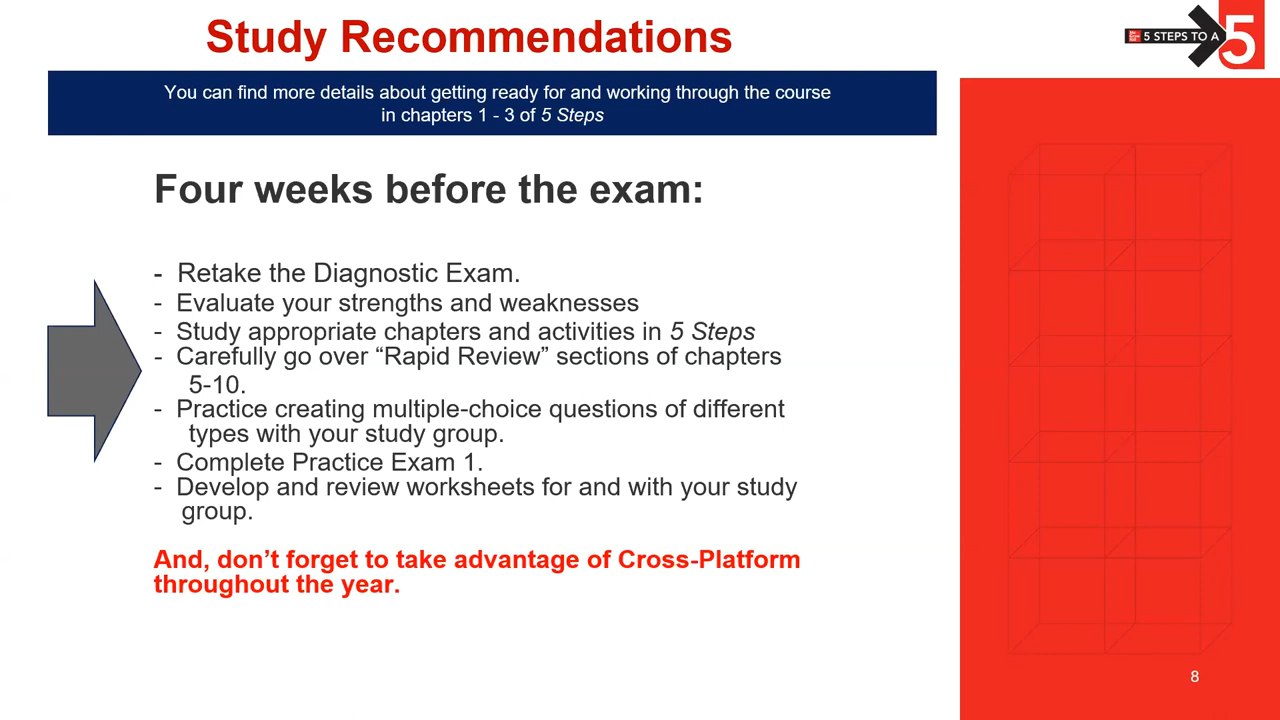 Study Recommendations
5 STEPS TO A
5
You can find more details about getting ready for and working through the course
in chapters 1 - 3 of 5 Steps
Four weeks before the exam:
- Retake the Diagnostic Exam.
- Evaluate your strengths and weaknesses
- Study appropriate chapters and activities in 5 Steps
- Carefully go over “Rapid Review” sections of chapters
5-10.
- Practice creating multiple-choice questions of different
types with your study group.
- Complete Practice Exam 1.
- Develop and review worksheets for and with your study
group.
And, don’t forget to take advantage of Cross-Platform
throughout the year.
8